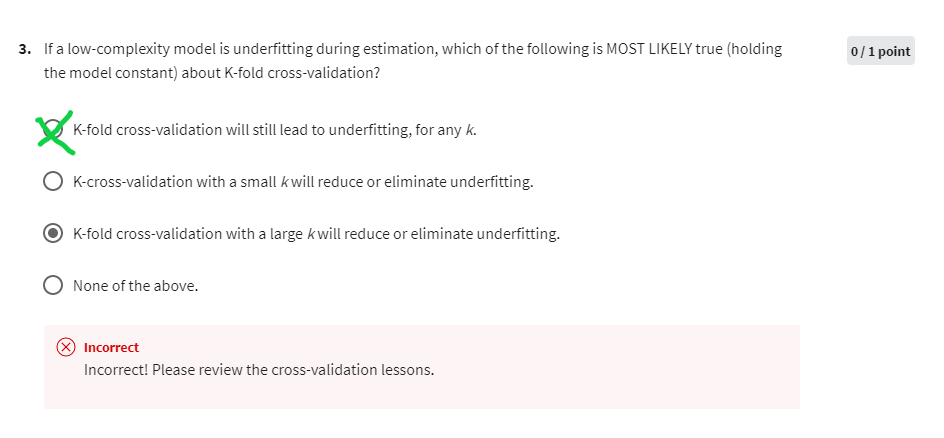 3. If a low-complexity model is underfitting during estimation, which of the following is MOST LIKELY true (holding
0 / 1 point
the model constant) about K-fold cross-validation?
K-fold cross-validation will still lead to underfitting, for any k.
K-cross-validation with a small k will reduce or eliminate underfitting.
K-fold cross-validation with a large k will reduce or eliminate underfitting.
None of the above.
Incorrect
Incorrect! Please review the cross-validation lessons.